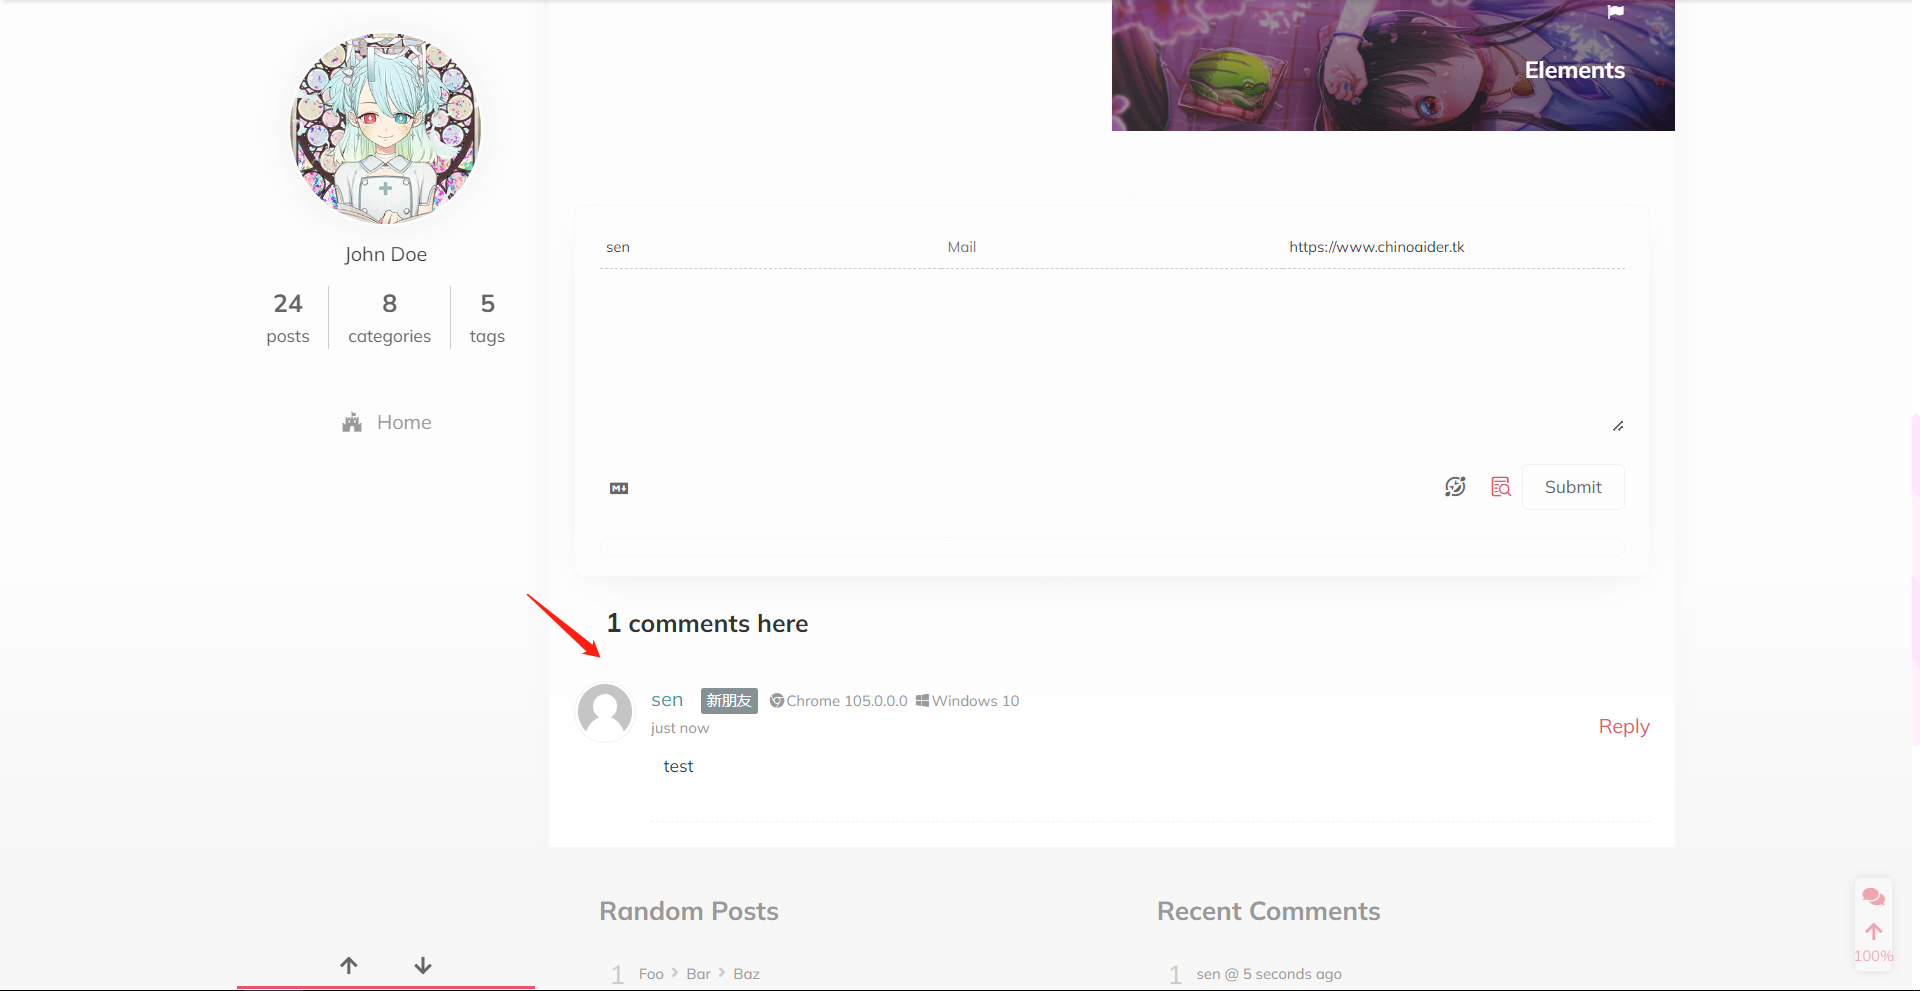 Elements
John Doe
24
posts
8
categories
5
tags
Home
sen
Mail
https://www.chinoaider.tk
M
Submit
1 comments here
sen 新朋友 Chrome 105.0.0.0 Windows 10
just now
Reply
test
Random Posts
1 Foo > Bar > Baz
Recent Comments
1 sen @ 5 seconds ago
100%